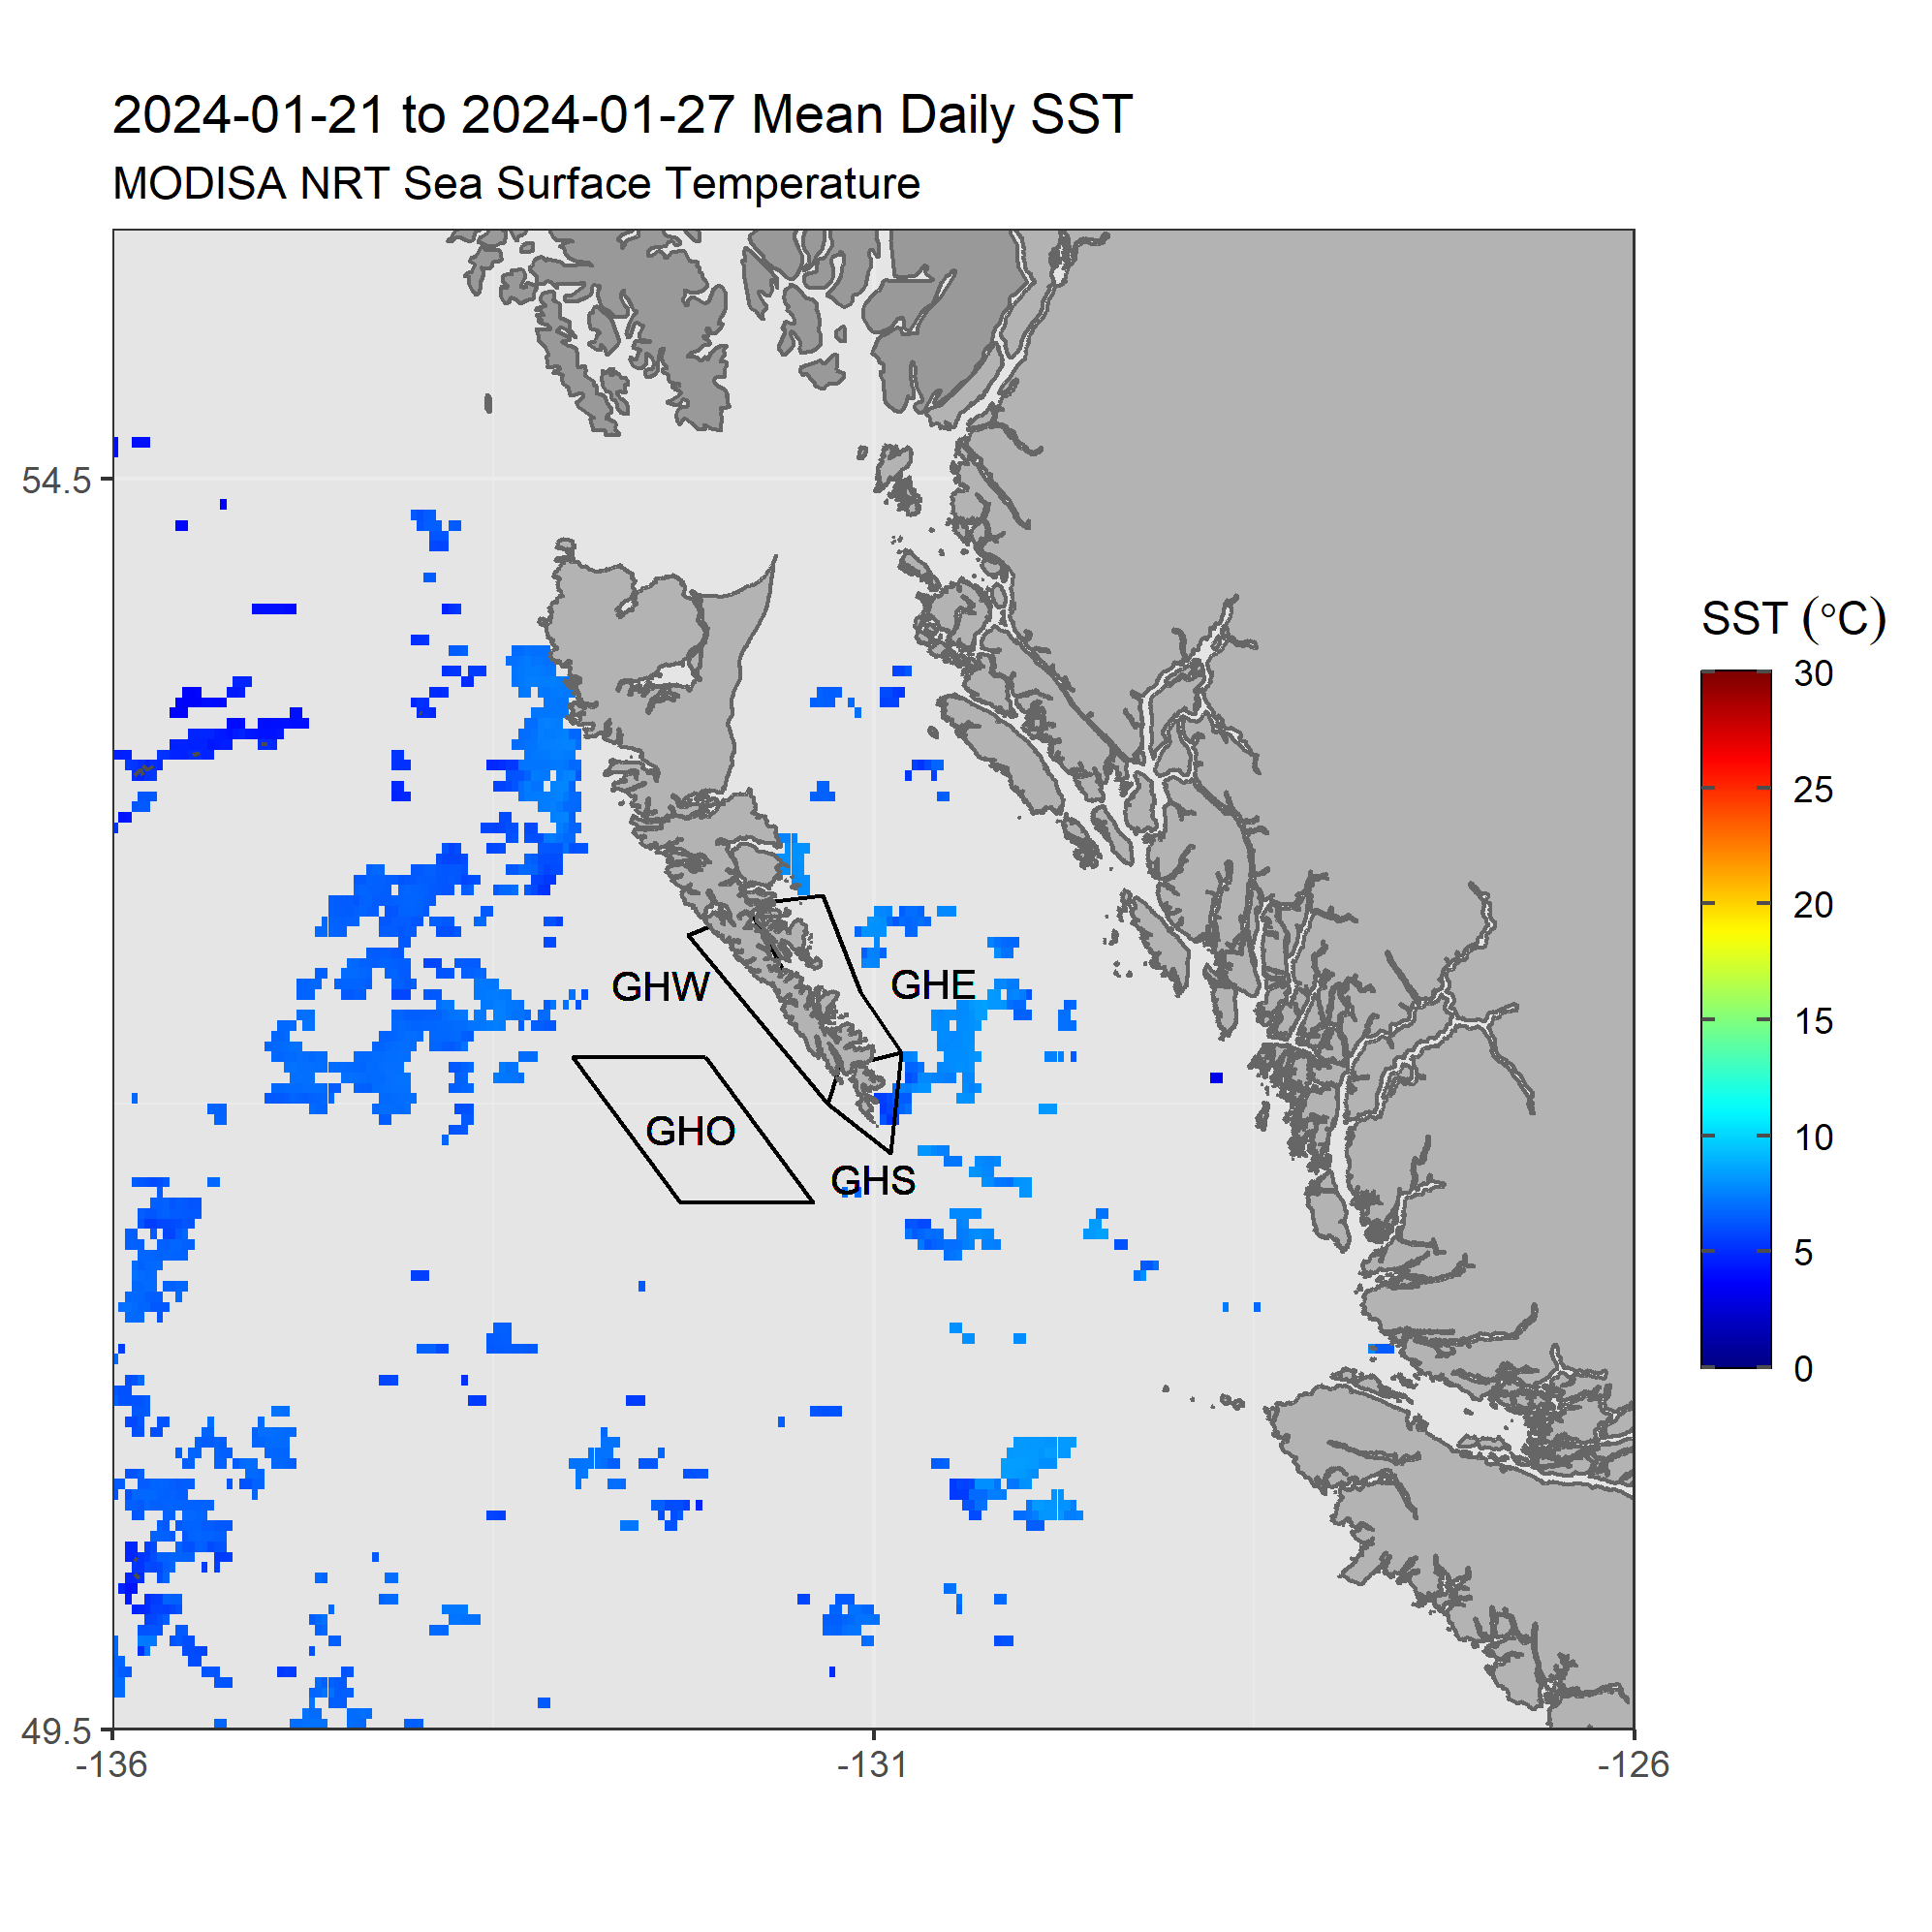 2024-01-21 to 2024-01-27 Mean Daily SST
MODISA NRT Sea Surface Temperature
54.5
49.5
-136
-131
-126
GHW
GHE
GHO
GHS
SST (°C)
30
25
20
15
10
5
0